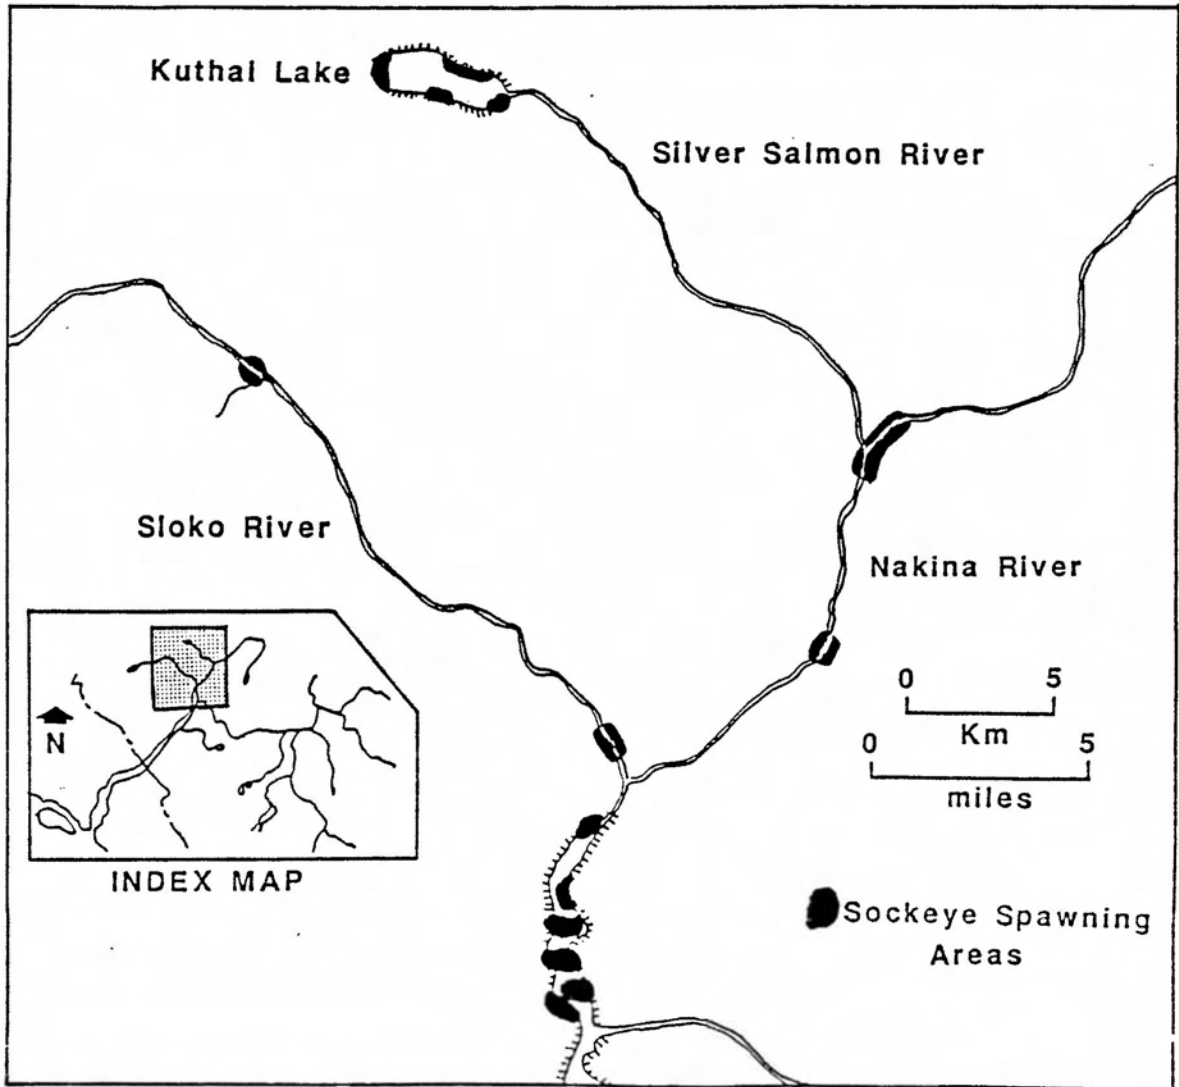 Kuthai Lake
Silver Salmon River
Sloko River
Nakina River
0 5
Km
0 5
miles
N
INDEX MAP
Sockeye Spawning
Areas